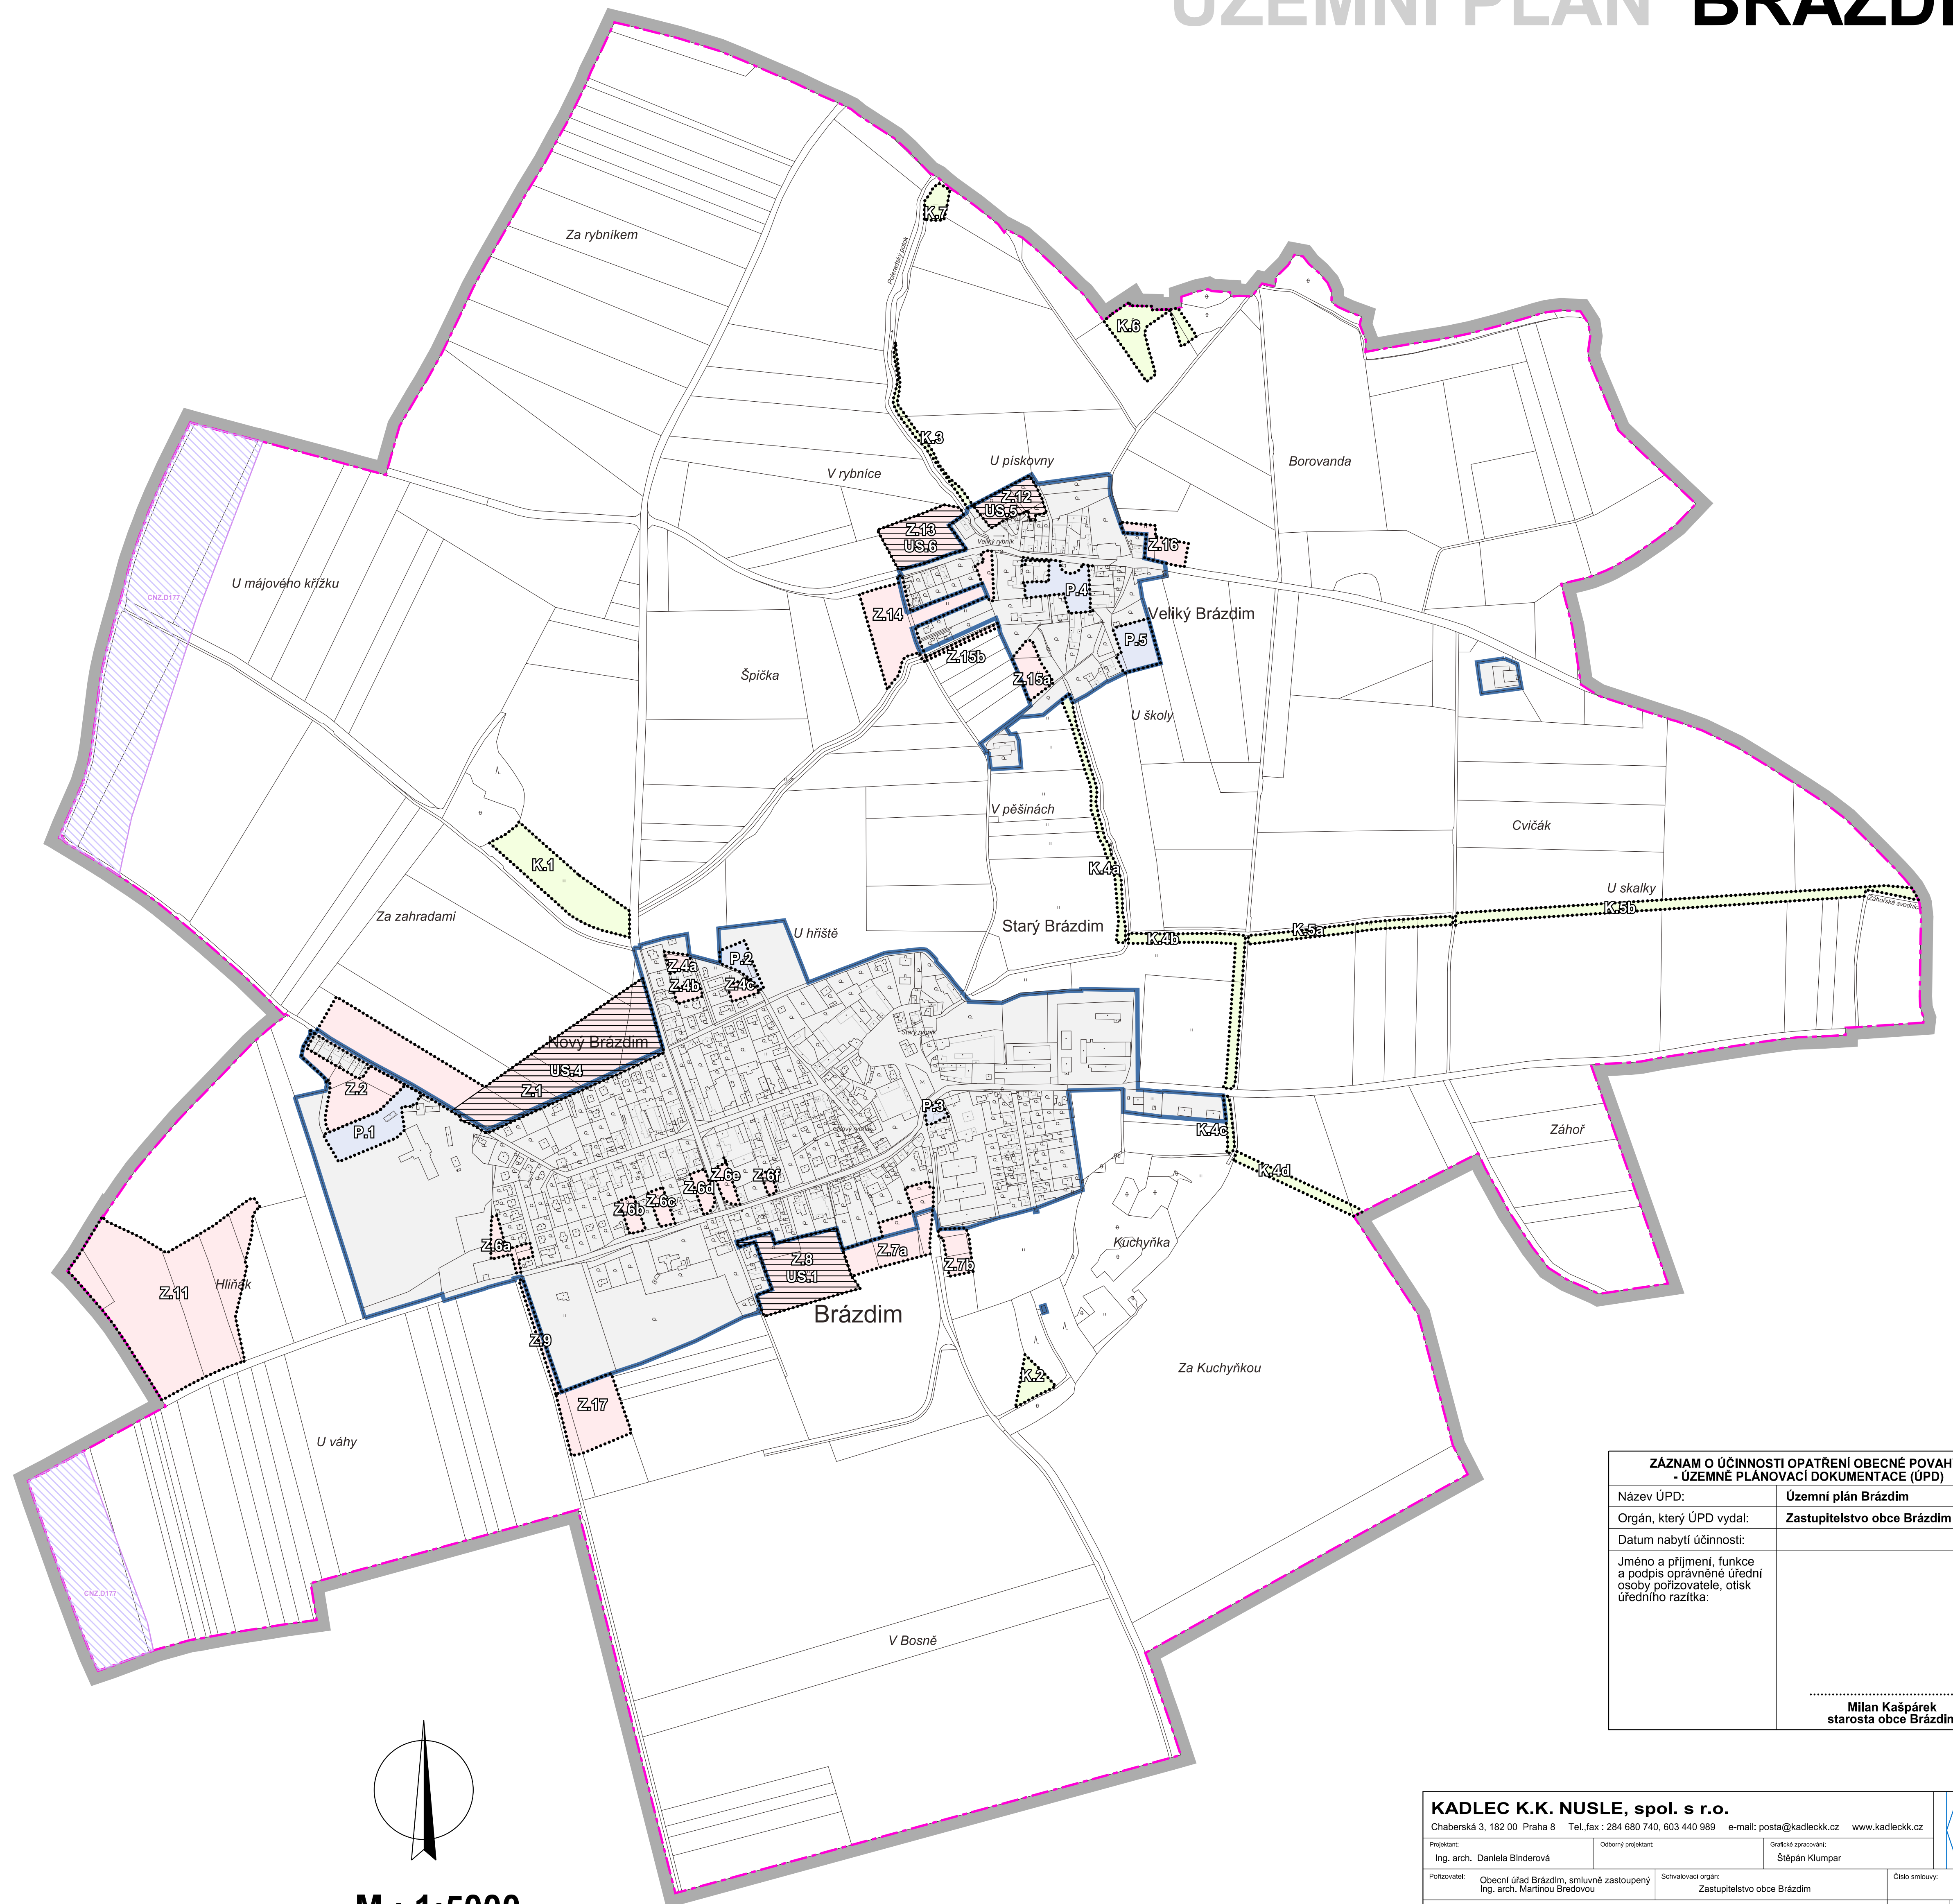 ÚZEMNÍ PLÁN BRÁZDI
K.7
Za rybníkem
Poleradský potok
K.6
K.3
U pískovny
Borovanda
V rybníce
Z.12
US.5
Z.13
US.6
Velký rybník
Z.16
U májového křížku
CNZ.D177
P.4
Z.14
Veliký Brázdim
P.5
Z.15b
Špička
Z.15a
U školy
V pěšinách
Cvičák
K.1
K.4a
U skalky
K.5b
Zahořská svodnice
Za zahradami
Starý Brázdim
U hřiště
K.4b
K.5a
P.2
Z.4a
Z.4b
Z.4c
Starý rybník
Nový Brázdim
US.4
Z.1
Z.2
P.3
P.1
K.4c
Záhoř
K.4d
Z.6e
Z.6f
Z.6d
Z.6c
Z.6b
Z.6a
Kuchyňka
Z.7a
Z.8
US.1
Z.7b
Hliňák
Z.11
Brázdim
Z.9
Za Kuchyňkou
K.2
Z.17
U váhy
CNZ.D177
V Bosně
M : 1:5000
ZÁZNAM O ÚČINNOSTI OPATŘENÍ OBECNÉ POVAH
- ÚZEMNĚ PLÁNOVACÍ DOKUMENTACE (ÚPD)
Název ÚPD: Územní plán Brázdim
Orgán, který ÚPD vydal: Zastupitelstvo obce Brázdim
Datum nabytí účinnosti:
Jméno a příjmení, funkce
a podpis oprávněné úřední
osoby pořizovatele, otisk
úředního razítka:
Milan Kašpárek
starosta obce Brázdim
KADLEC K.K. NUSLE, spol. s r.o.
Chaberská 3, 182 00 Praha 8 Tel.,fax : 284 680 740, 603 440 989 e-mail: posta@kadleckk.cz www.kadleckk.cz
Projektant: Odborný projektant: Grafické zpracování:
Ing. arch. Daniela Binderová Štěpán Klumpar
Pořizovatel: Obecní úřad Brázdim, smluvně zastoupený Schvalovací orgán: Číslo smlouvy:
Ing. arch. Martinou Bredovou Zastupitelstvo obce Brázdim